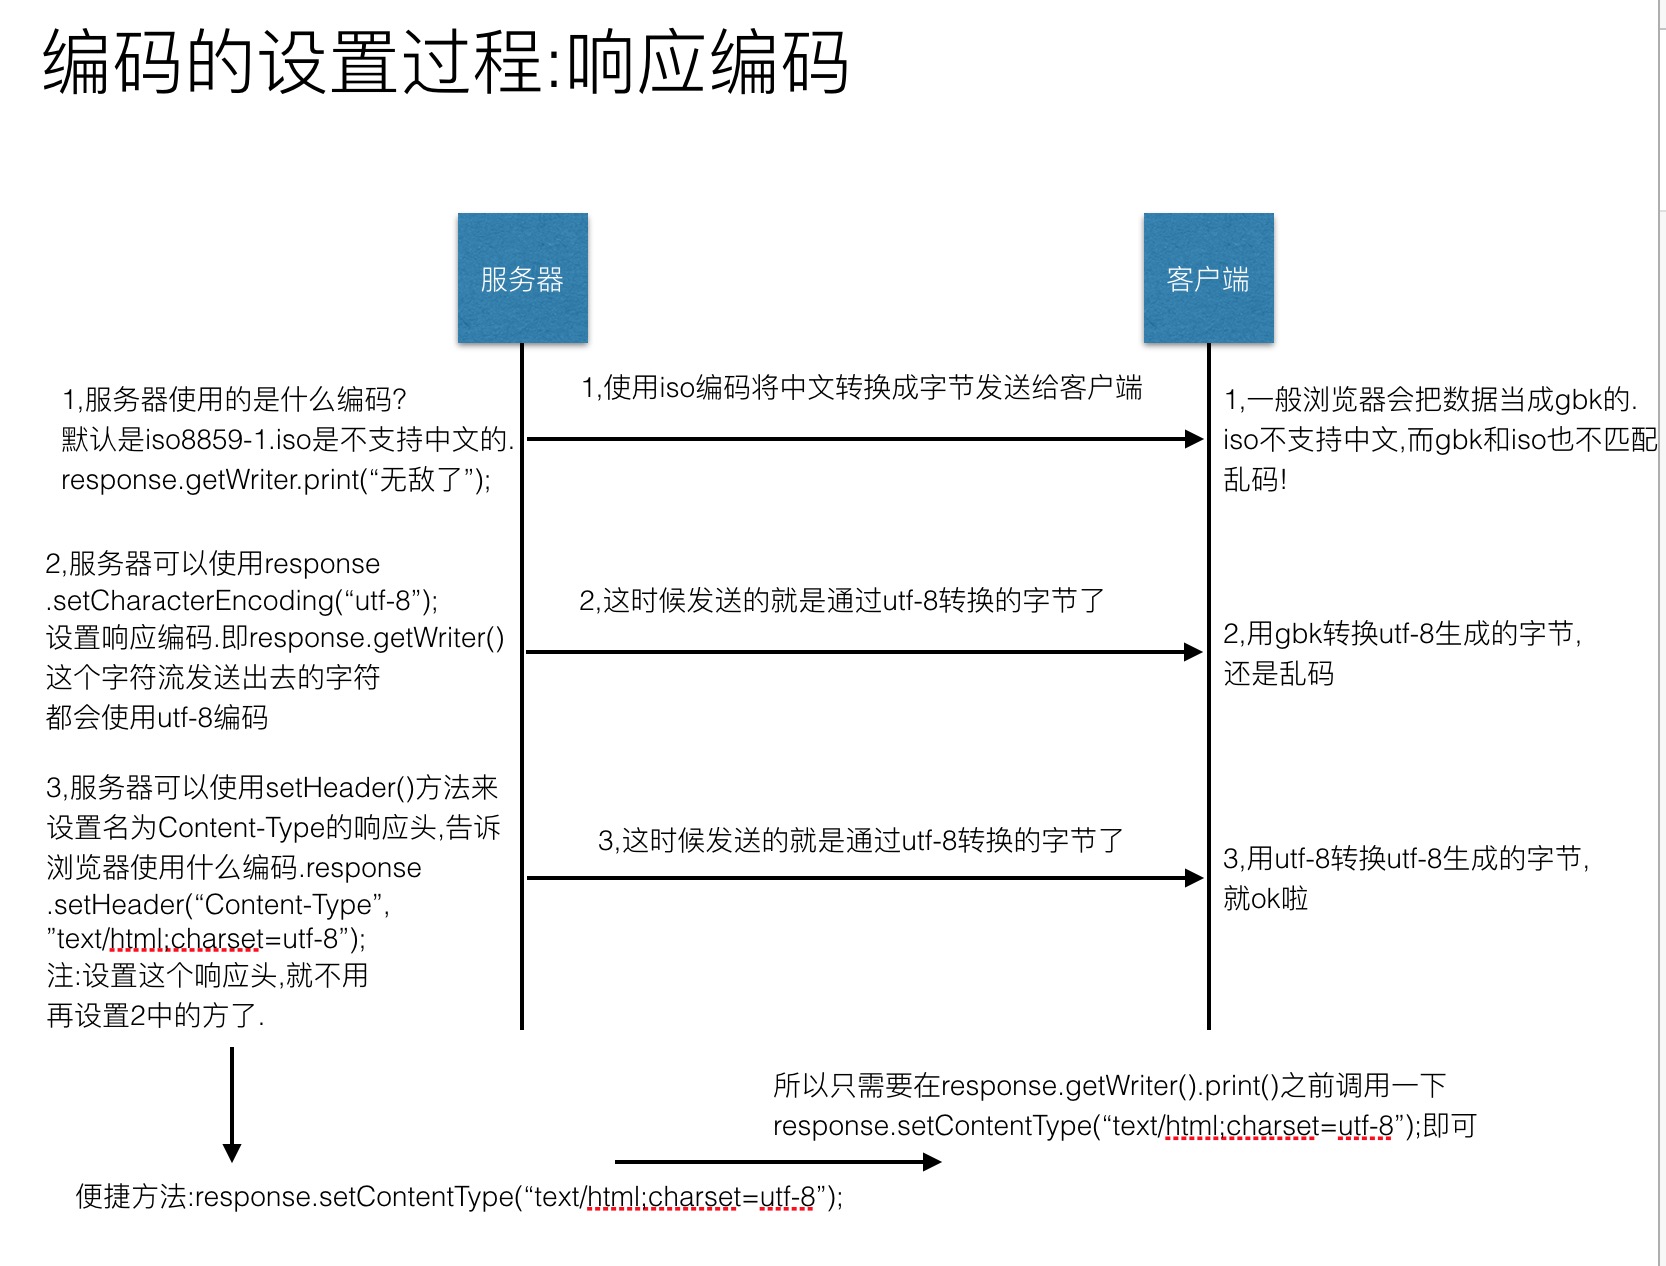 编码的设置过程:响应编码
服务器
客户端
1,服务器使用的是什么编码?
默认是iso8859-1.iso是不支持中文的.
response.getWriter.print(“无敌了”);
1,使用iso编码将中文转换成字节发送给客户端
1,一般浏览器会把数据当成gbk的.
iso不支持中文,而gbk和iso也不匹配
乱码!
2,服务器可以使用response
.setCharacterEncoding(“utf-8”);
设置响应编码.即response.getWriter()
这个字符流发送出去的字符
都会使用utf-8编码
2,这时候发送的就是通过utf-8转换的字节了
2,用gbk转换utf-8生成的字节,
还是乱码
3,服务器可以使用setHeader()方法来
设置名为Content-Type的响应头,告诉
浏览器使用什么编码.response
.setHeader(“Content-Type”,
”text/html;charset=utf-8”);
注:设置这个响应头,就不用
再设置2中的方了.
3,这时候发送的就是通过utf-8转换的字节了
3,用utf-8转换utf-8生成的字节,
就ok啦
所以只需要在response.getWriter().print()之前调用一下
response.setContentType(“text/html;charset=utf-8”);即可
便捷方法:response.setContentType(“text/html;charset=utf-8”);